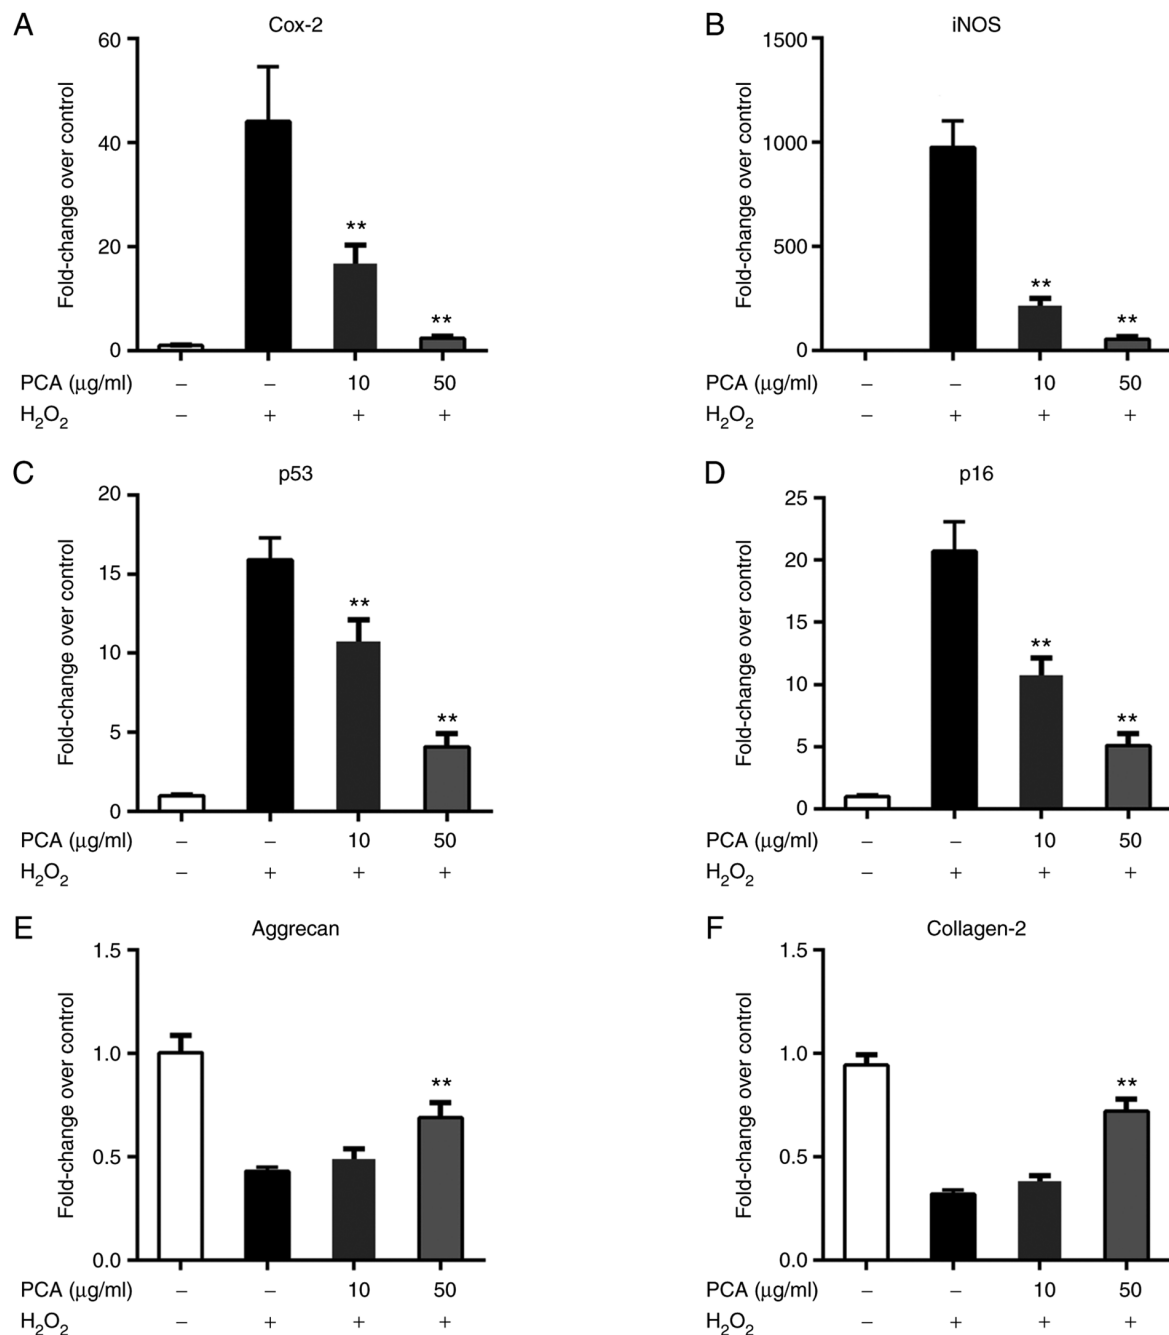 A
Cox-2
60
40
20
0
Fold-change over control
**
**
PCA (µg/ml) – – 10 50
H2O2 – + + +
B
iNOS
1500
1000
500
0
Fold-change over control
**
**
PCA (µg/ml) – – 10 50
H2O2 – + + +
C
p53
20
15
10
5
0
Fold-change over control
**
**
PCA (µg/ml) – – 10 50
H2O2 – + + +
D
p16
25
20
15
10
5
0
Fold-change over control
**
**
PCA (µg/ml) – – 10 50
H2O2 – + + +
E
Aggrecan
1.5
1.0
0.5
0.0
Fold-change over control
**
PCA (µg/ml) – – 10 50
H2O2 – + + +
F
Collagen-2
1.5
1.0
0.5
0.0
Fold-change over control
**
PCA (µg/ml) – – 10 50
H2O2 – + + +